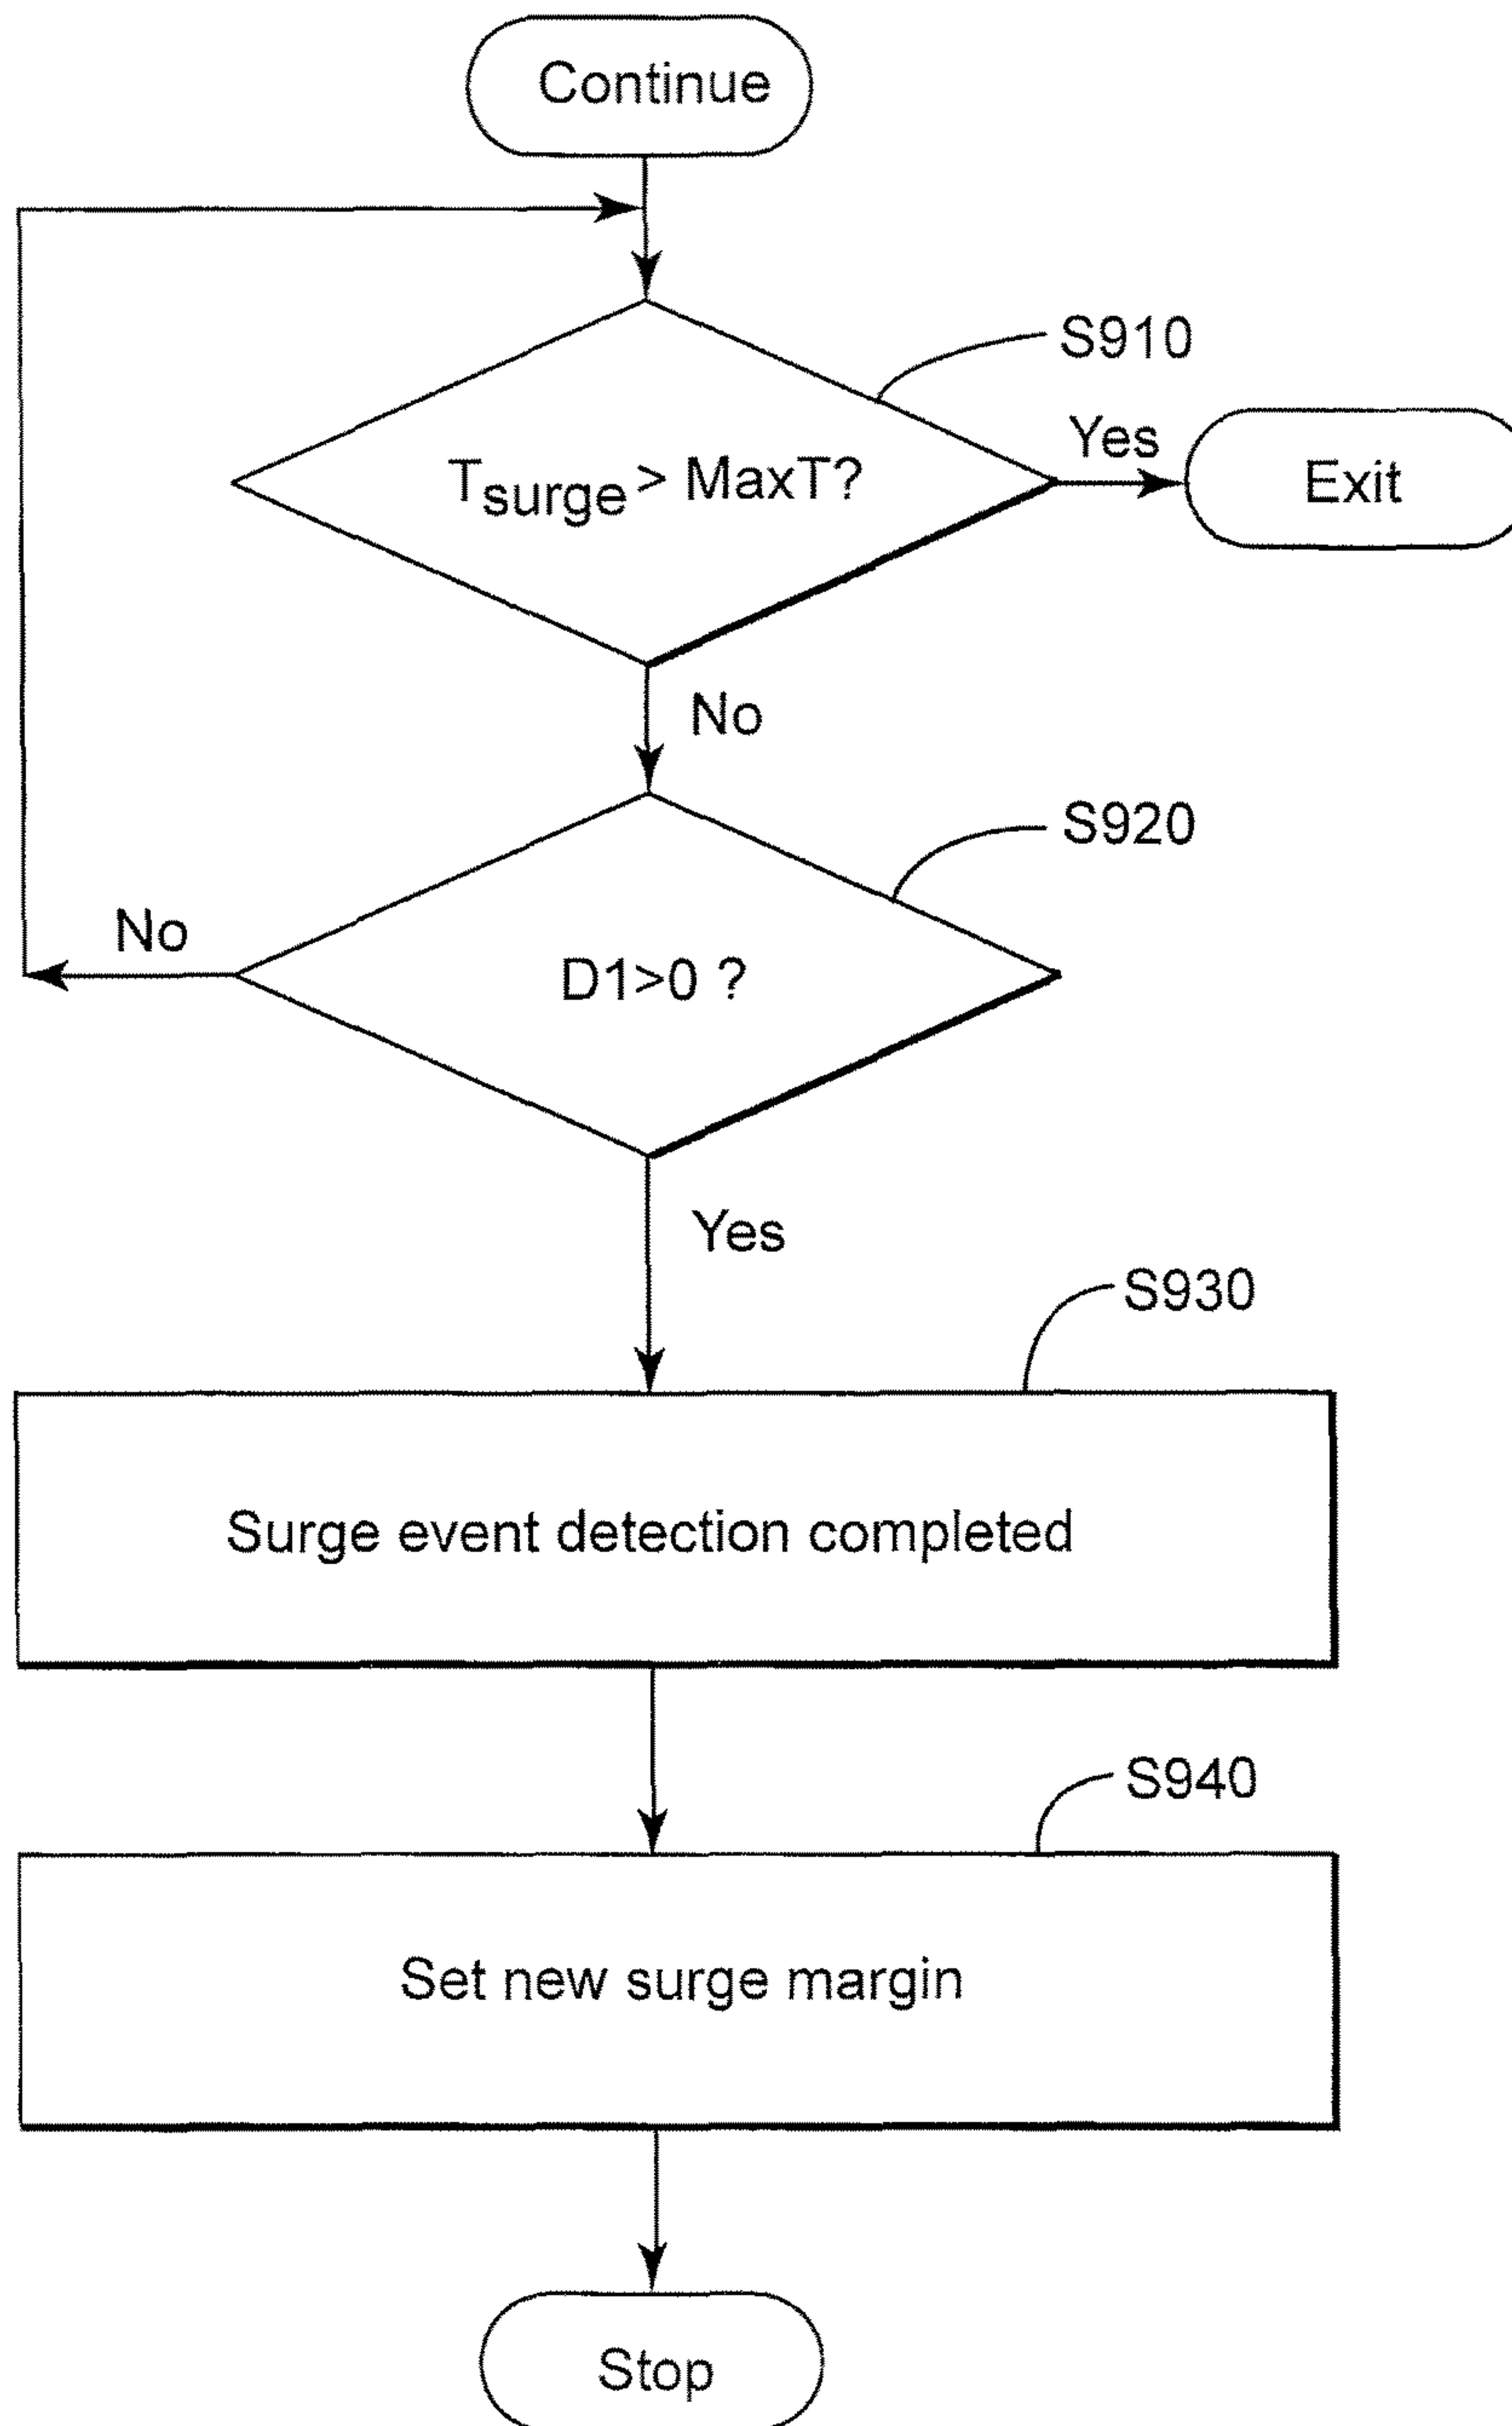 Continue
S910
T_surge > MaxT?
Yes
Exit
No
S920
D1>0 ?
No
Yes
S930
Surge event detection completed
S940
Set new surge margin
Stop